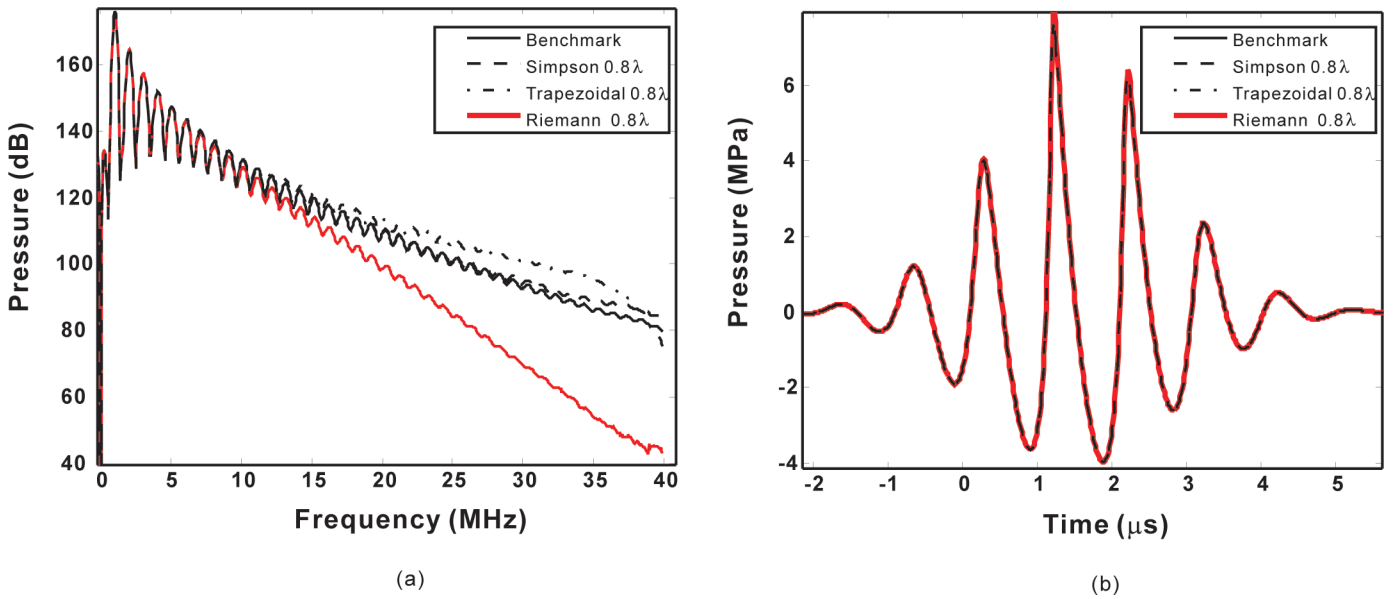 Benchmark
Simpson 0.8λ
Trapezoidal 0.8λ
Riemann 0.8λ
Pressure (dB)
160
140
120
100
80
60
40
0 5 10 15 20 25 30 35 40
Frequency (MHz)
(a)
Benchmark
Simpson 0.8λ
Trapezoidal 0.8λ
Riemann 0.8λ
Pressure (MPa)
6
4
2
0
-2
-4
-2 -1 0 1 2 3 4 5
Time (μs)
(b)